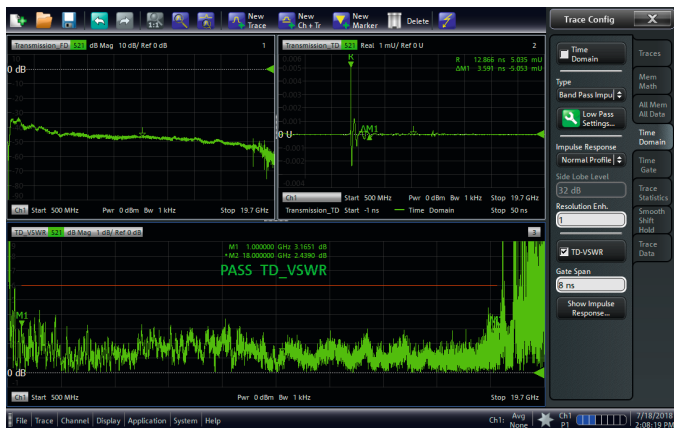 New Trace
New Ch + Tr
New Marker
Delete
Transmission_FD S21 dB Mag 10 dB/ Ref 0 dB 1
0 dB
Ch1 Start 500 MHz Pwr 0 dBm Bw 1 kHz Stop 19.7 GHz
Transmission_TD S21 Real 1 mU/ Ref 0 U 2
R 12.866 ns 5.035 mU
ΔM1 3.591 ns -5.053 mU
R
0.003
-0.002
-0.004
0 U
ΔM1
Ch1 Start 500 MHz Pwr 0 dBm Bw 1 kHz Stop 19.7 GHz
Transmission_TD Start -1 ns — Time Domain Stop 50 ns
TD_VSWR S21 dB Mag 1 dB/ Ref 0 dB 3
M1 1.000000 GHz 3.1651 dB
•M2 18.000000 GHz 2.4390 dB
PASS TD_VSWR
M1
0 dB
Ch1 Start 500 MHz Pwr 0 dBm Bw 1 kHz Stop 19.7 GHz
Trace Config X
Time Domain
Type
Band Pass Impu
Low Pass Settings...
Impulse Response
Normal Profile
Side Lobe Level
32 dB
Resolution Enh.
1
TD-VSWR
Gate Span
8 ns
Show Impulse Response...
Traces
Mem Math
All Mem All Data
Time Domain
Time Gate
Trace Statistics
Smooth Shift Hold
Trace Data
File Trace Channel Display Application System Help
Ch1: Avg None
Ch1 P1
7/18/2018
2:08:19 PM